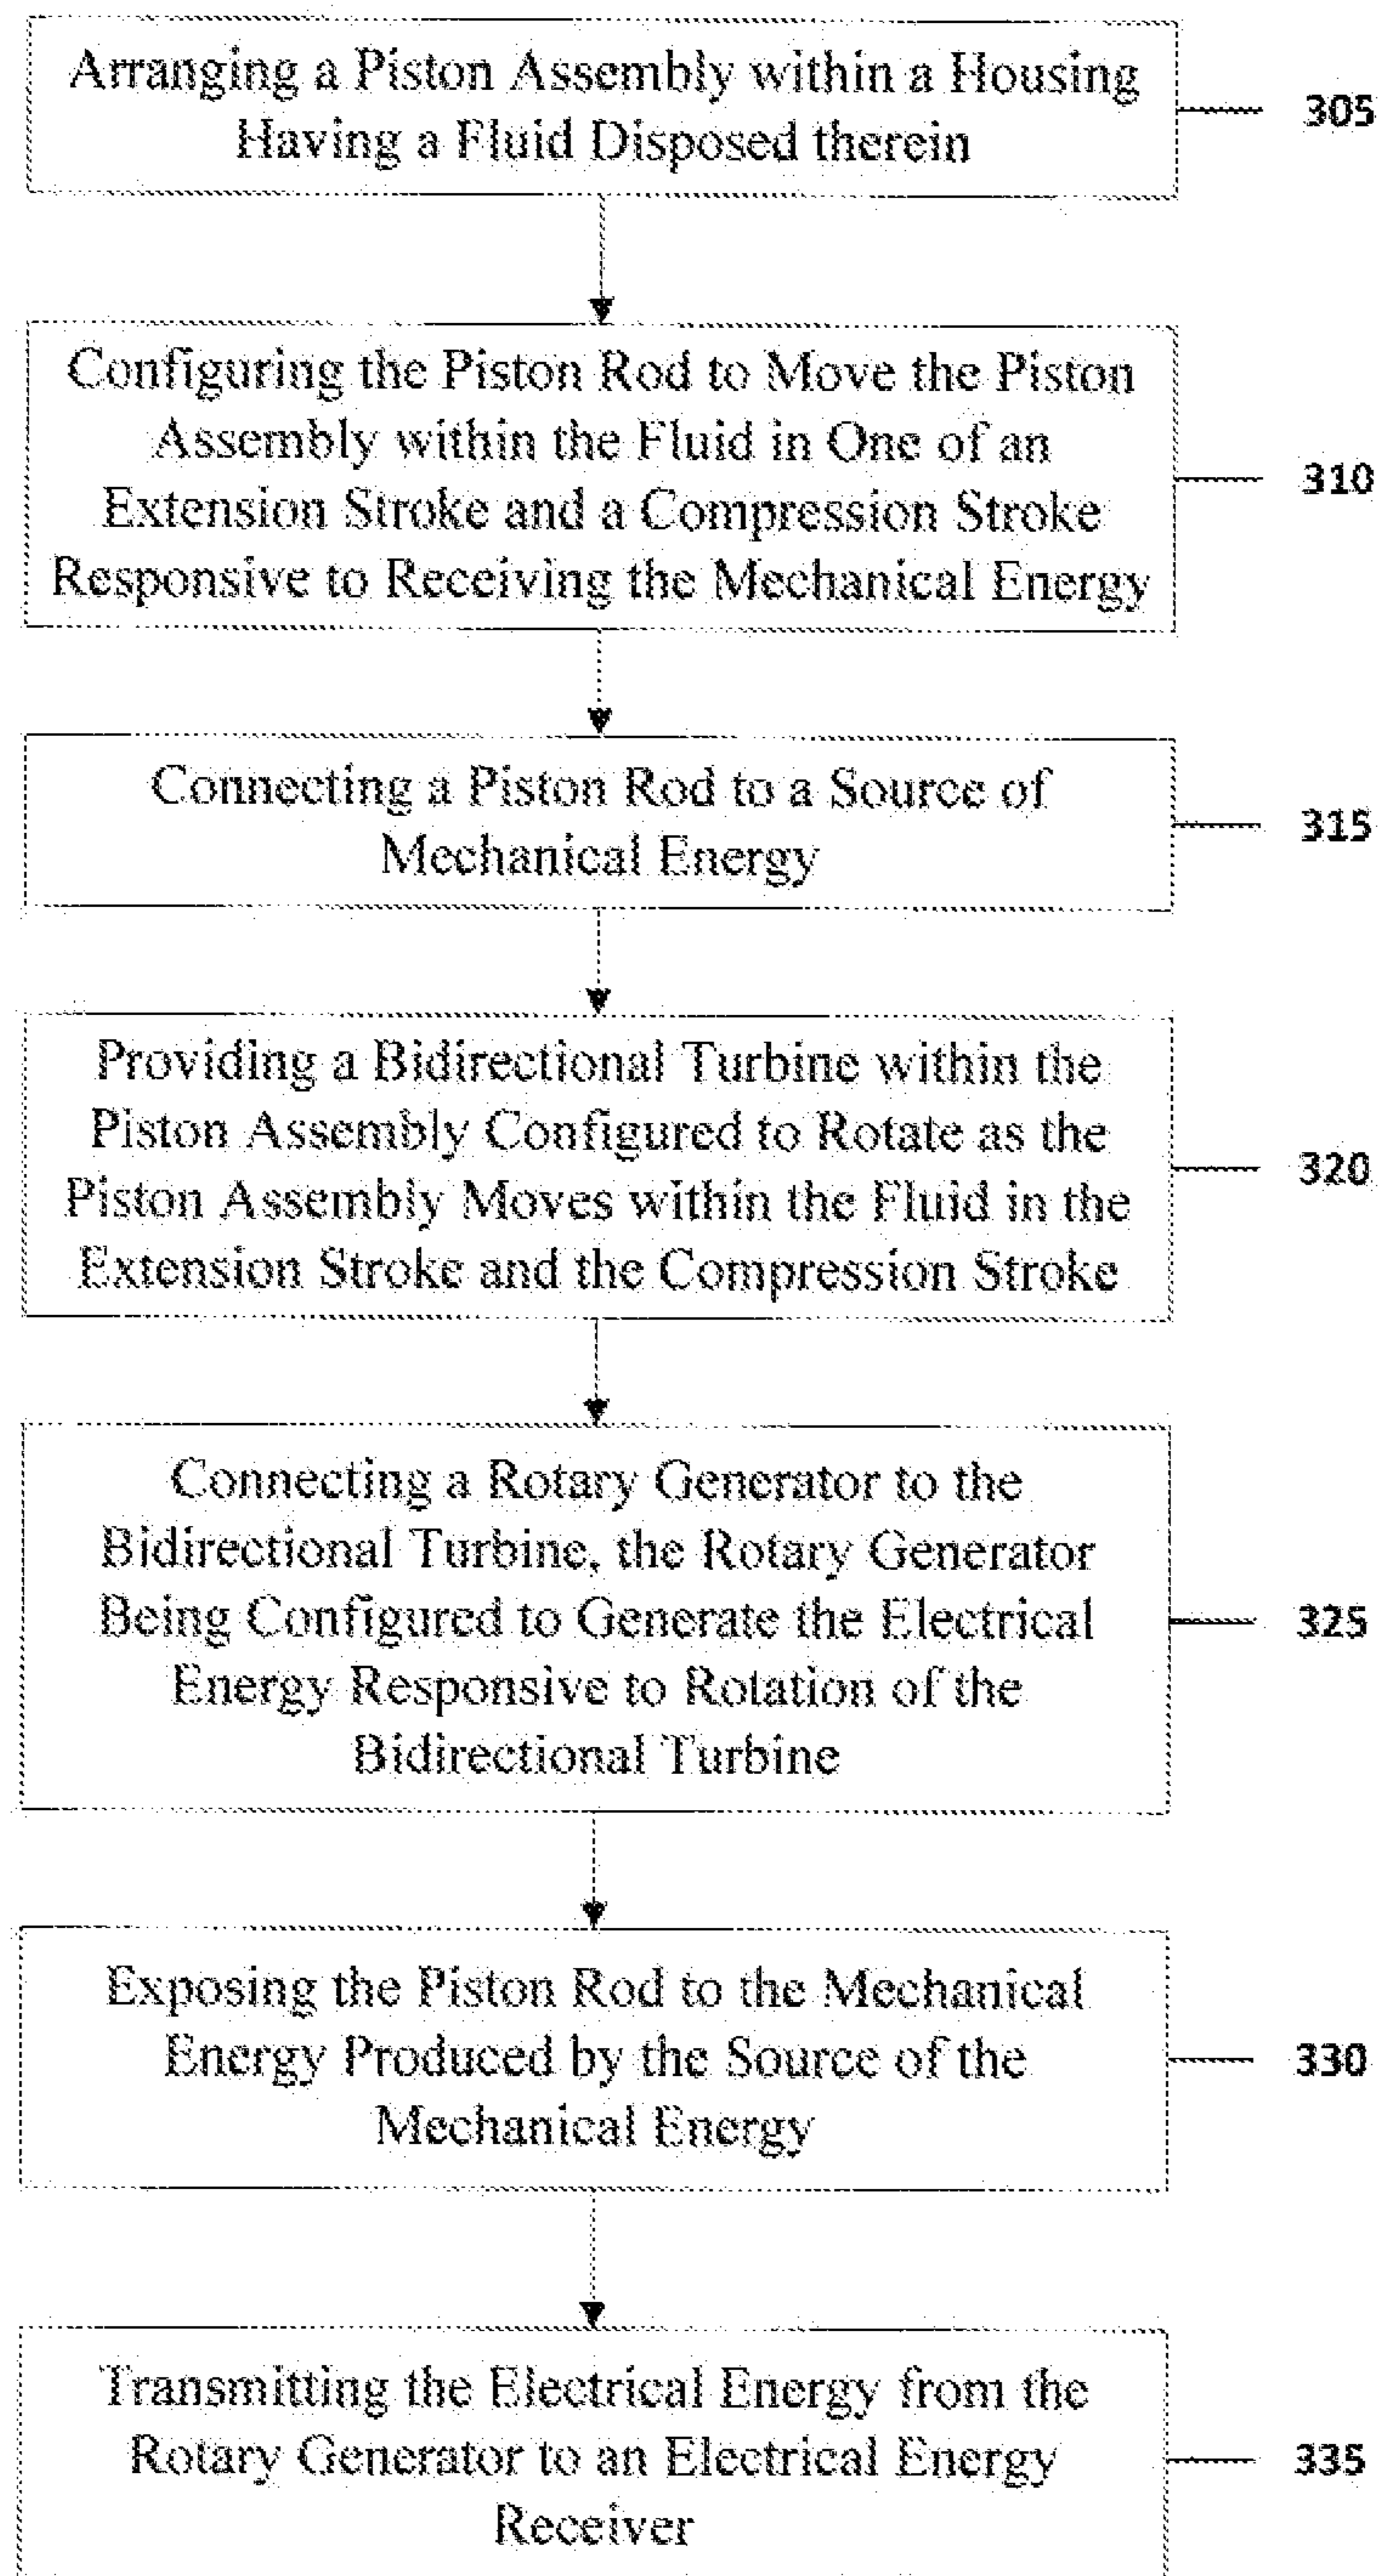 Arranging a Piston Assembly within a Housing
Having a Fluid Disposed therein
305
Configuring the Piston Rod to Move the Piston
Assembly within the Fluid in One of an
Extension Stroke and a Compression Stroke
Responsive to Receiving the Mechanical Energy
310
Connecting a Piston Rod to a Source of
Mechanical Energy
315
Providing a Bidirectional Turbine within the
Piston Assembly Configured to Rotate as the
Piston Assembly Moves within the Fluid in the
Extension Stroke and the Compression Stroke
320
Connecting a Rotary Generator to the
Bidirectional Turbine, the Rotary Generator
Being Configured to Generate the Electrical
Energy Responsive to Rotation of the
Bidirectional Turbine
325
Exposing the Piston Rod to the Mechanical
Energy Produced by the Source of the
Mechanical Energy
330
Transmitting the Electrical Energy from the
Rotary Generator to an Electrical Energy
Receiver
335